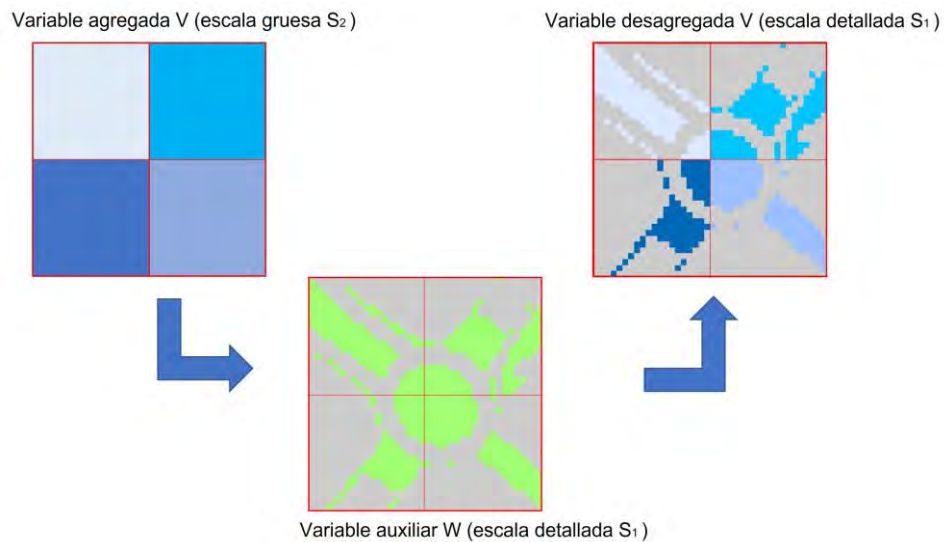 Variable agregada V (escala gruesa S₂)
Variable desagregada V (escala detallada S₁)
Variable auxiliar W (escala detallada S₁)